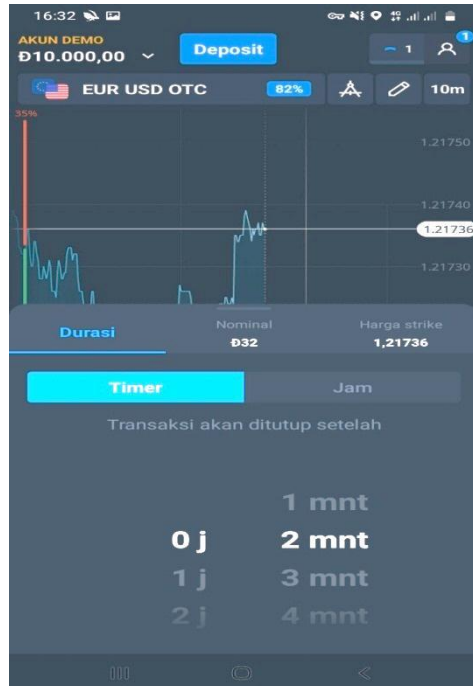 16:32
AKUN DEMO
Đ10.000,00
Deposit
1
1
EUR USD OTC
82%
10m
35%
1.21750
1.21740
1.21736
1.21730
Durasi
Nominal
Đ32
Harga strike
1,21736
Timer
Jam
Transaksi akan ditutup setelah
1 mnt
0 j 2 mnt
1 j 3 mnt
2 j 4 mnt